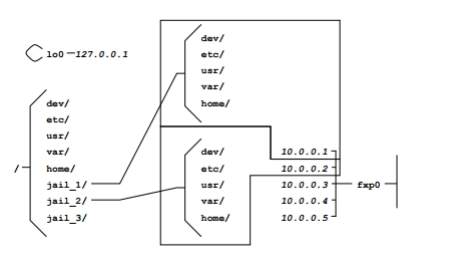 lo0
127.0.0.1
/
dev/
etc/
usr/
var/
home/
jail_1/
jail_2/
jail_3/
dev/
etc/
usr/
var/
home/
dev/
etc/
usr/
var/
home/
10.0.0.1
10.0.0.2
10.0.0.3
10.0.0.4
10.0.0.5
fxp0